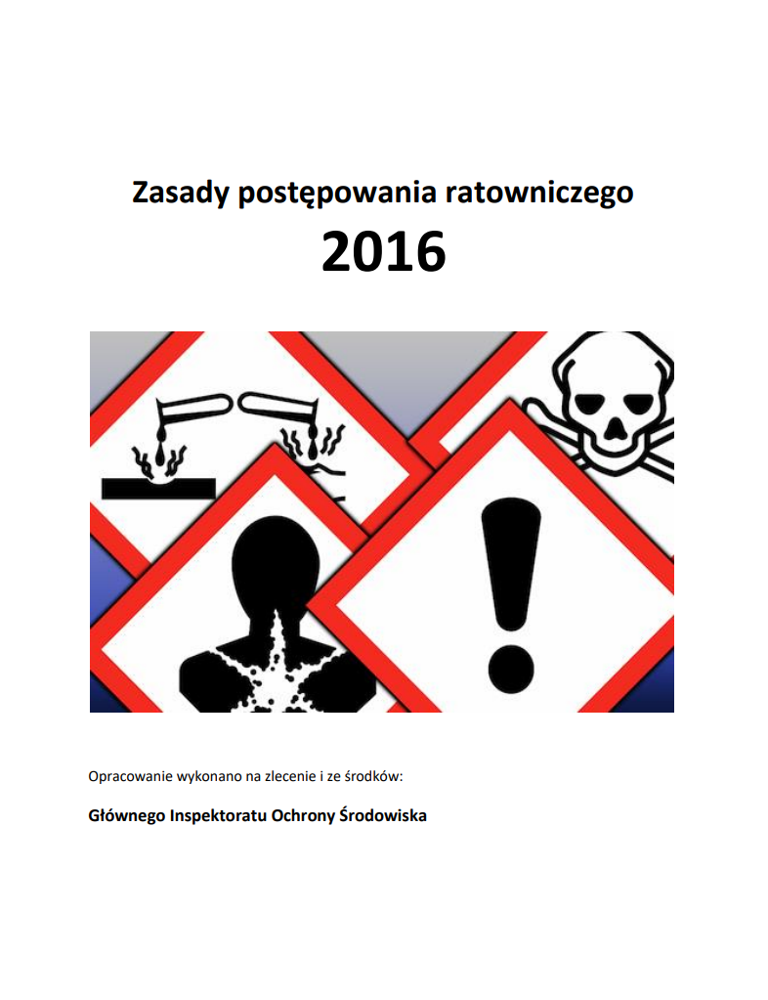 Zasady postępowania ratowniczego
2016
Opracowanie wykonano na zlecenie i ze środków:
Głównego Inspektoratu Ochrony Środowiska